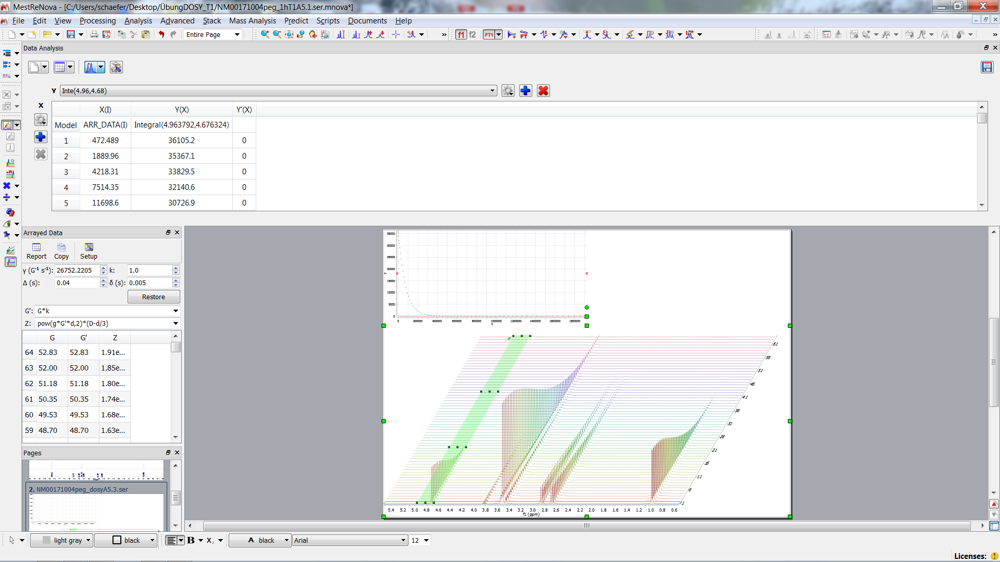 MestReNova - [C:/Users/schaefer/Desktop/ÜbungDOSY_T1/NM00171004peg_1hT1A5.1.ser.mnova*]
File Edit View Processing Analysis Advanced Stack Mass Analysis Predict Scripts Documents Help
Entire Page » f1 f2 FT1 FT »
Data Analysis
Y Inte(4.96,4.68)
X
X(I) Y(X) Y'(X)
Model ARR_DATA(I) Integral(4.963792,4.676324)
1 472.489 36105.2 0
2 1889.96 35367.1 0
3 4218.31 33829.5 0
4 7514.35 32140.6 0
5 11698.6 30726.9 0
Arrayed Data
Report Copy Setup
γ (G⁻¹ s⁻¹): 26752.2205 k: 1.0
Δ (s): 0.04 δ (s): 0.005
Restore
G': G*k
Z: pow(g*G'*d,2)*(D-d/3)
G G' Z
64 52.83 52.83 1.91e...
63 52.00 52.00 1.85e...
62 51.18 51.18 1.80e...
61 50.35 50.35 1.74e...
60 49.53 49.53 1.68e...
59 48.70 48.70 1.63e...
Pages
2. NM00171004peg_dosyA5.3.ser
35000
30000
25000
20000
15000
10000
5000
0
Y
0 200000 400000 600000 800000 1000000 1200000 1400000 1600000 1800000
X
61
56
51
46
41
36
31
26
21
16
11
6
1
5.4 5.2 5.0 4.8 4.6 4.4 4.2 4.0 3.8 3.6 3.4 3.2 3.0 2.8 2.6 2.4 2.2 2.0 1.8 1.6 1.4 1.2 1.0 0.8 0.6
f1 (ppm)
light gray black B X₂ A black Arial 12
Licenses: